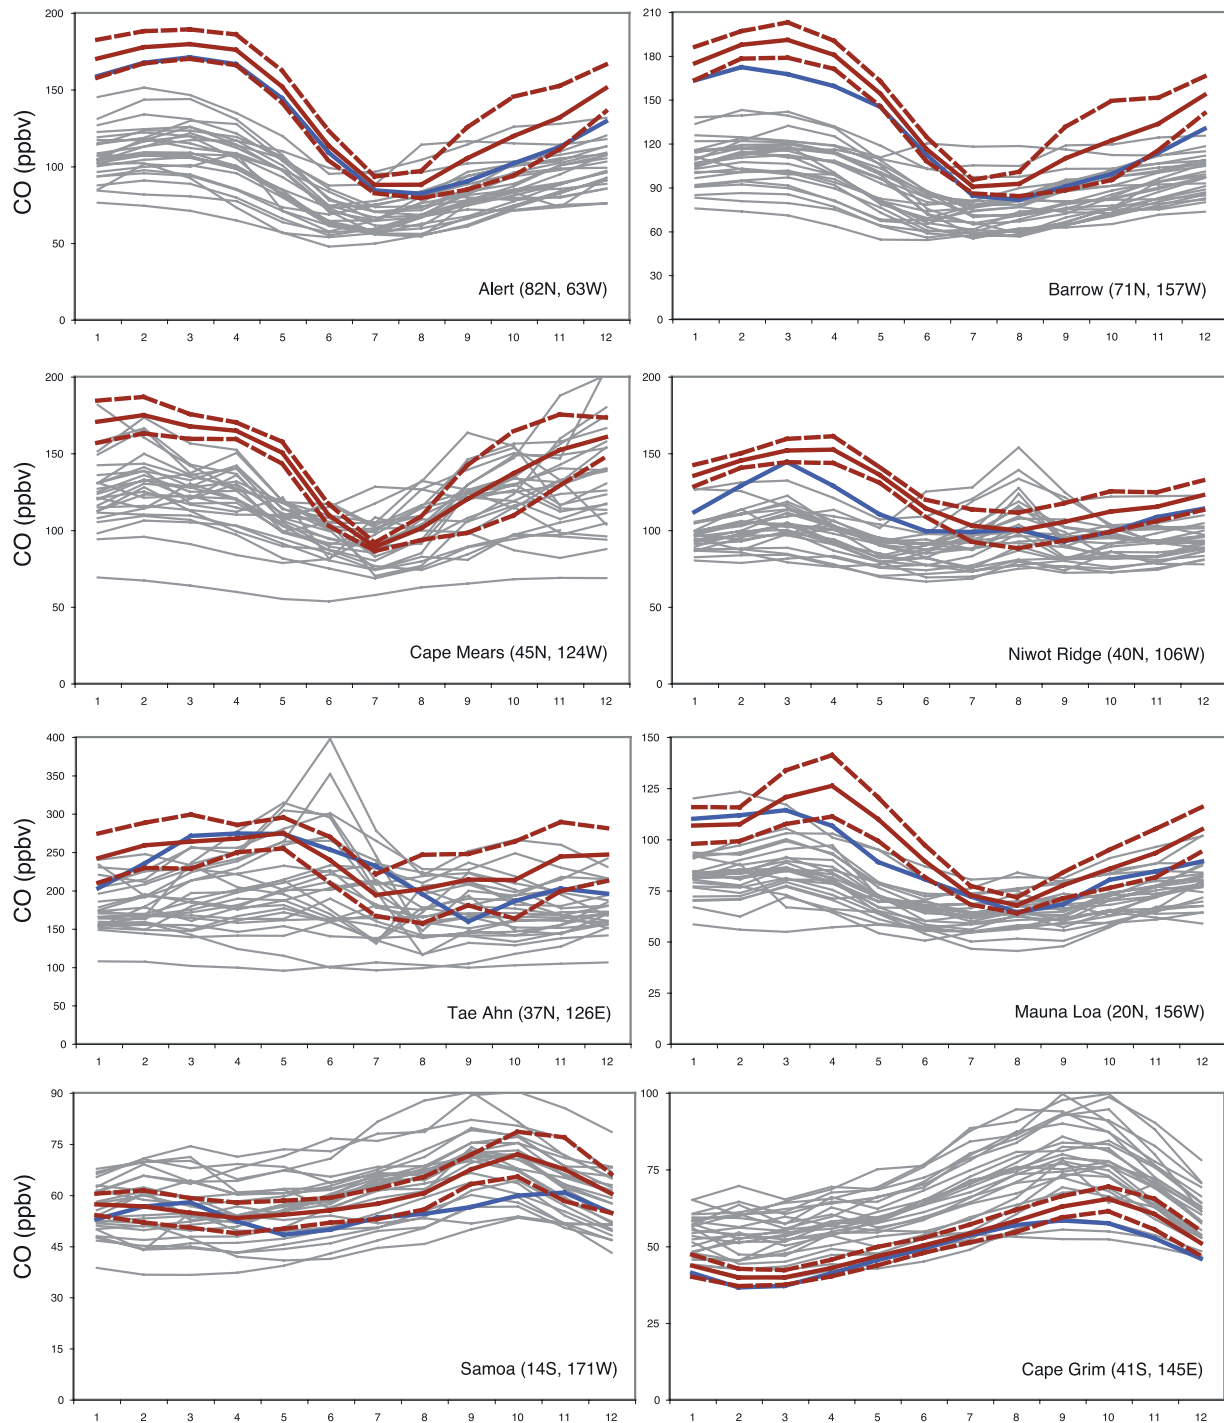 200
150
100
50
0
CO (ppbv)
Alert (82N, 63W)
1 2 3 4 5 6 7 8 9 10 11 12
210
180
150
120
90
60
30
0
Barrow (71N, 157W)
1 2 3 4 5 6 7 8 9 10 11 12
200
150
100
50
0
CO (ppbv)
Cape Mears (45N, 124W)
1 2 3 4 5 6 7 8 9 10 11 12
200
150
100
50
0
Niwot Ridge (40N, 106W)
1 2 3 4 5 6 7 8 9 10 11 12
400
350
300
250
200
150
100
50
0
CO (ppbv)
Tae Ahn (37N, 126E)
1 2 3 4 5 6 7 8 9 10 11 12
150
125
100
75
50
25
0
Mauna Loa (20N, 156W)
1 2 3 4 5 6 7 8 9 10 11 12
90
75
60
45
30
15
0
CO (ppbv)
Samoa (14S, 171W)
1 2 3 4 5 6 7 8 9 10 11 12
100
75
50
25
0
Cape Grim (41S, 145E)
1 2 3 4 5 6 7 8 9 10 11 12